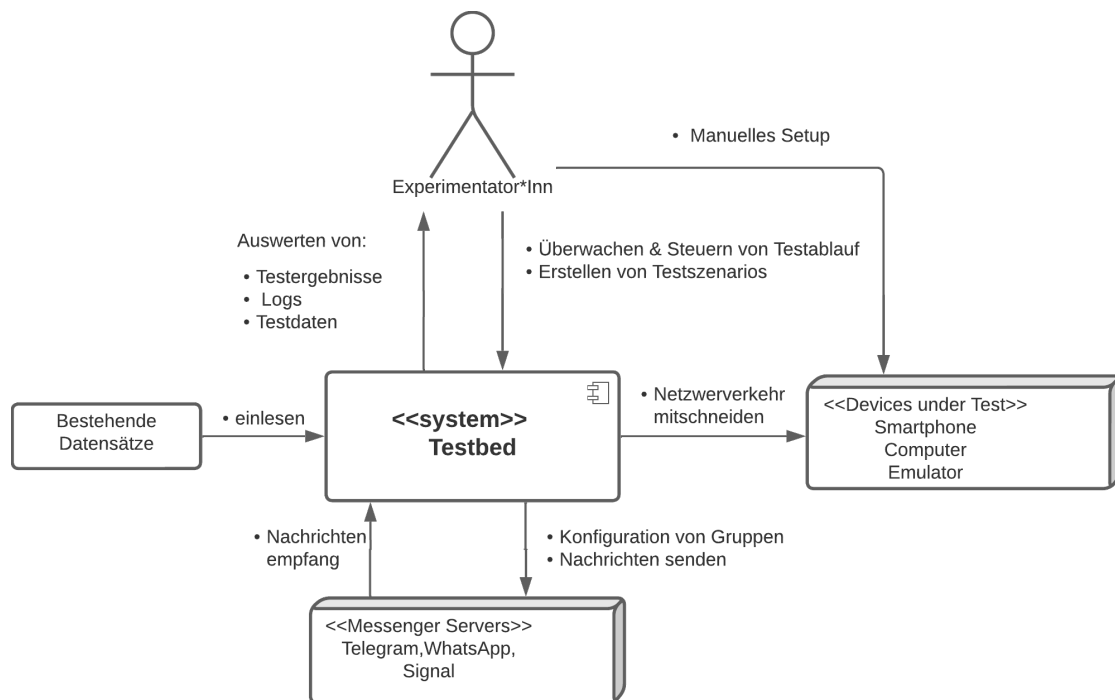 • Manuelles Setup
Experimentator*Inn
Auswerten von:
• Testergebnisse
• Logs
• Testdaten
• Überwachen & Steuern von Testablauf
• Erstellen von Testszenarios
Bestehende
Datensätze
• einlesen
<<system>>
Testbed
• Netzwerverkehr
mitschneiden
<<Devices under Test>>
Smartphone
Computer
Emulator
• Nachrichten
empfang
• Konfiguration von Gruppen
• Nachrichten senden
<<Messenger Servers>>
Telegram,WhatsApp,
Signal